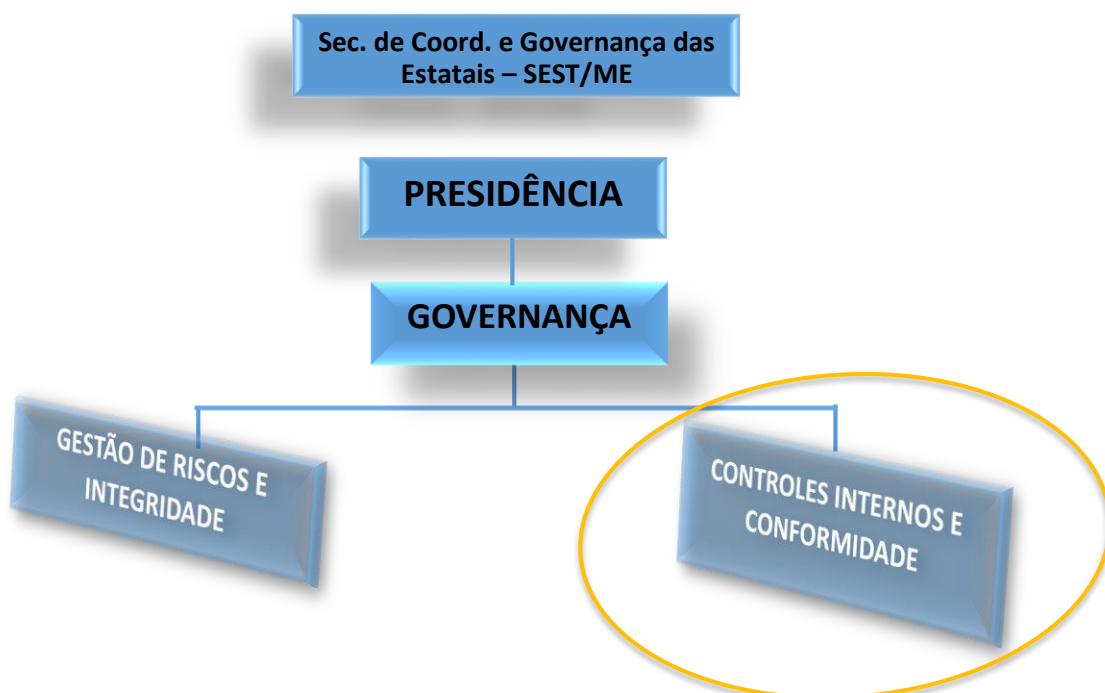 Sec. de Coord. e Governança das
Estatais – SEST/ME
PRESIDÊNCIA
GOVERNANÇA
GESTÃO DE RISCOS E
INTEGRIDADE
CONTROLES INTERNOS E
CONFORMIDADE